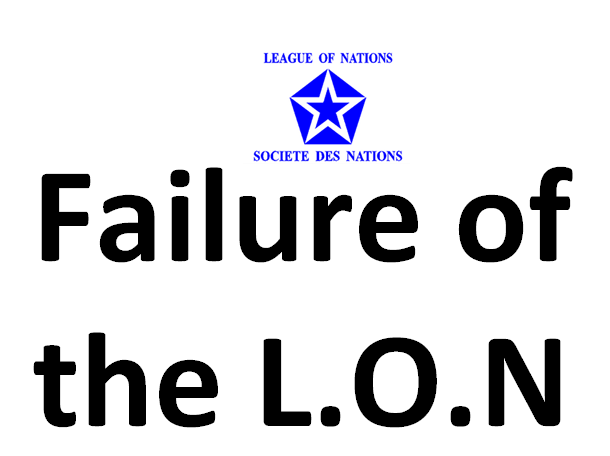 LEAGUE OF NATIONS
SOCIETE DES NATIONS
Failure of
the L.O.N